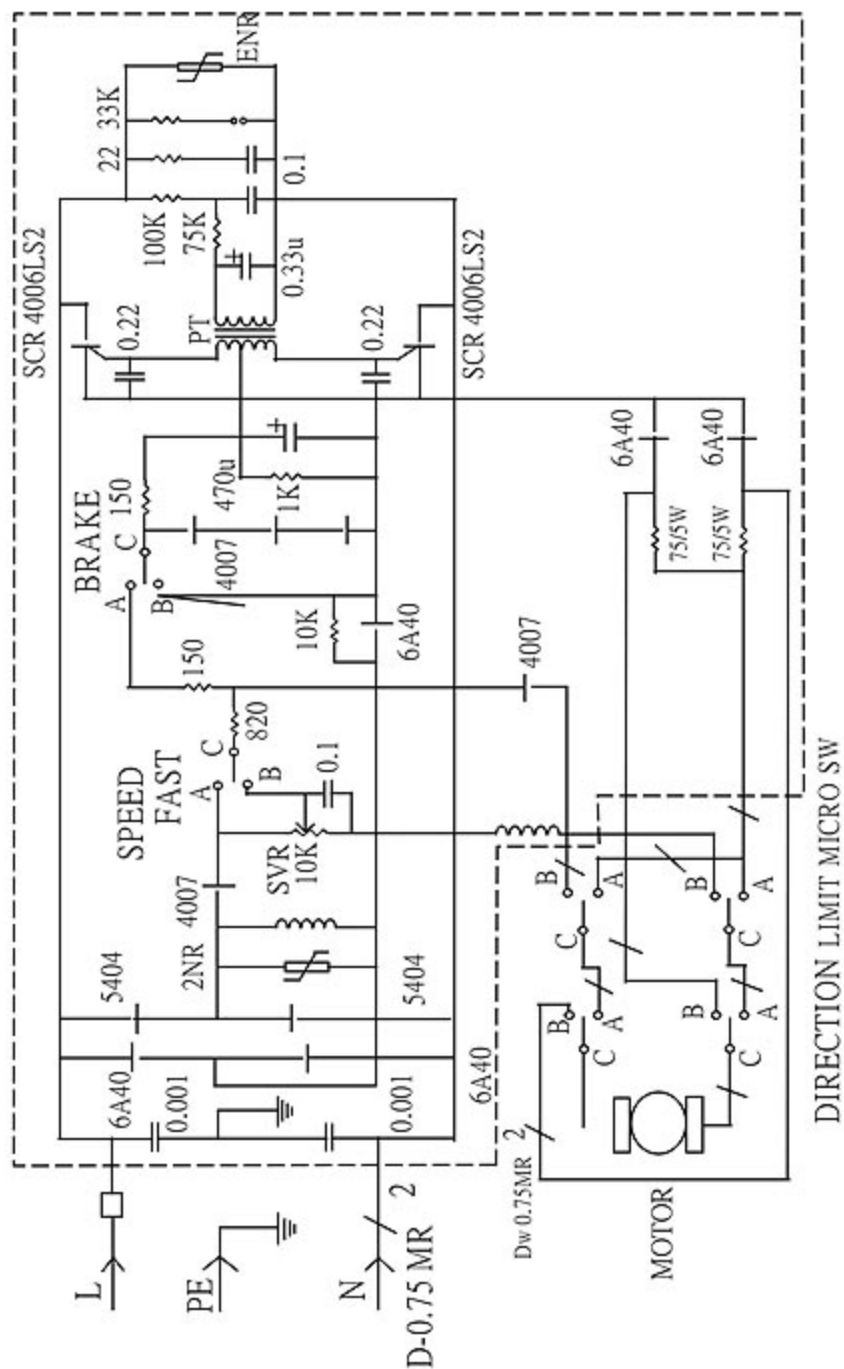 L
PE
N
2
D-0.75 MR
6A40
0.001
0.001
6A40
5404
5404
2NR
4007
SVR
10K
SPEED
FAST
A
C
B
820
0.1
150
BRAKE
A
C
B
150
4007
10K
6A40
470u
+
1K
SCR 4006LS2
0.22
PT
0.22
SCR 4006LS2
100K
75K
+
0.33u
22
33K
0.1
ENR
4007
6A40
6A40
75/5W
75/5W
Dw 0.75MR
2
B
A
C
B
A
C
B
A
C
B
A
C
MOTOR
DIRECTION LIMIT MICRO SW